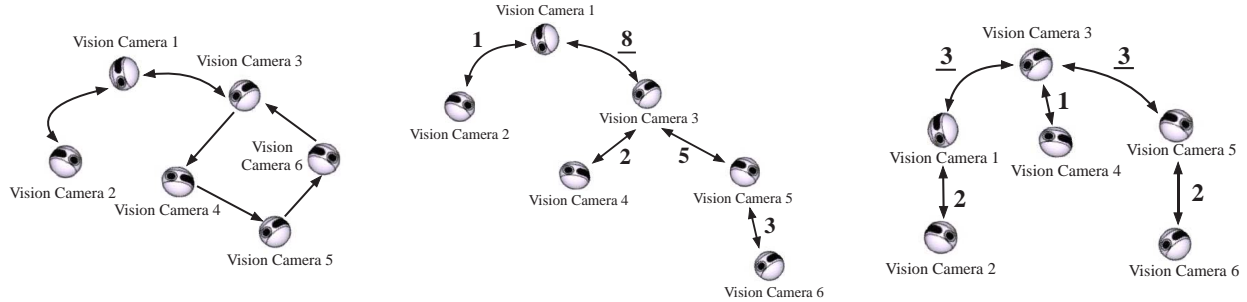 Vision Camera 1
Vision Camera 3
Vision
Camera 6
Vision Camera 2
Vision Camera 4
Vision Camera 5
Vision Camera 1
1
8
Vision Camera 2
Vision Camera 3
2
5
Vision Camera 4
Vision Camera 5
3
Vision Camera 6
Vision Camera 3
3
3
1
Vision Camera 1
Vision Camera 4
Vision Camera 5
2
2
Vision Camera 2
Vision Camera 6